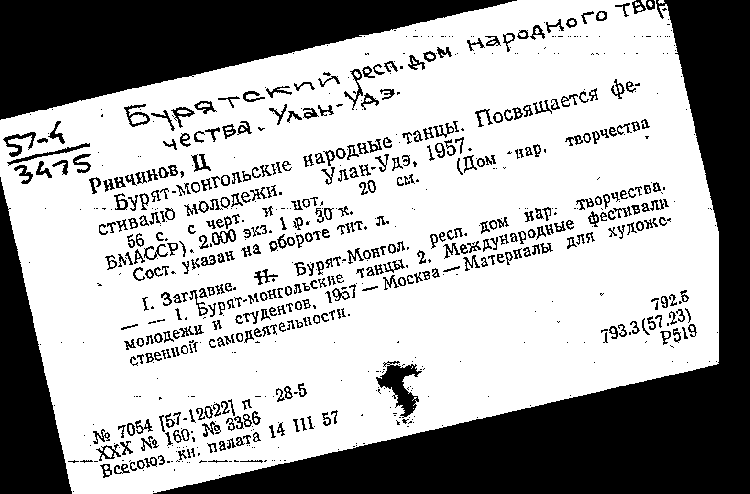 Бурятский респ. дом народного твор
чества. Улан-Удэ.
57-4
3475
Ринчинов, Ц
Бурят-монгольские народные танцы. Посвящается фе-
стивалю молодежи. Улан-Удэ, 1957.
56 с. с черт. и нот. 20 см. (Дом нар. творчества
БМАССР). 2.000 экз. 1 р. 30 к.
Сост. указан на обороте тит. л.
I. Заглавие. II. Бурят-Монгол. респ. дом нар. творчества.
— — 1. Бурят-монгольские танцы. 2. Международные фестивали
молодежи и студентов, 1957 — Москва — Материалы для художе-
ственной самодеятельности.
792.5
793.3(57.23)
Р519
№ 7054 [57-12022] п 28-5
XXX № 160; № 3386
Всесоюз. кн. палата 14 III 57